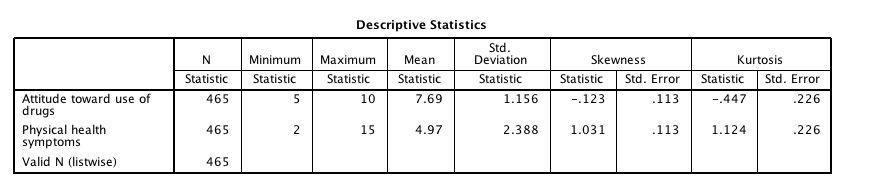 Descriptive Statistics
N Minimum Maximum Mean Std. Deviation Skewness Kurtosis
Statistic Statistic Statistic Statistic Statistic Statistic Std. Error Statistic Std. Error
Attitude toward use of drugs 465 5 10 7.69 1.156 -.123 .113 -.447 .226
Physical health symptoms 465 2 15 4.97 2.388 1.031 .113 1.124 .226
Valid N (listwise) 465